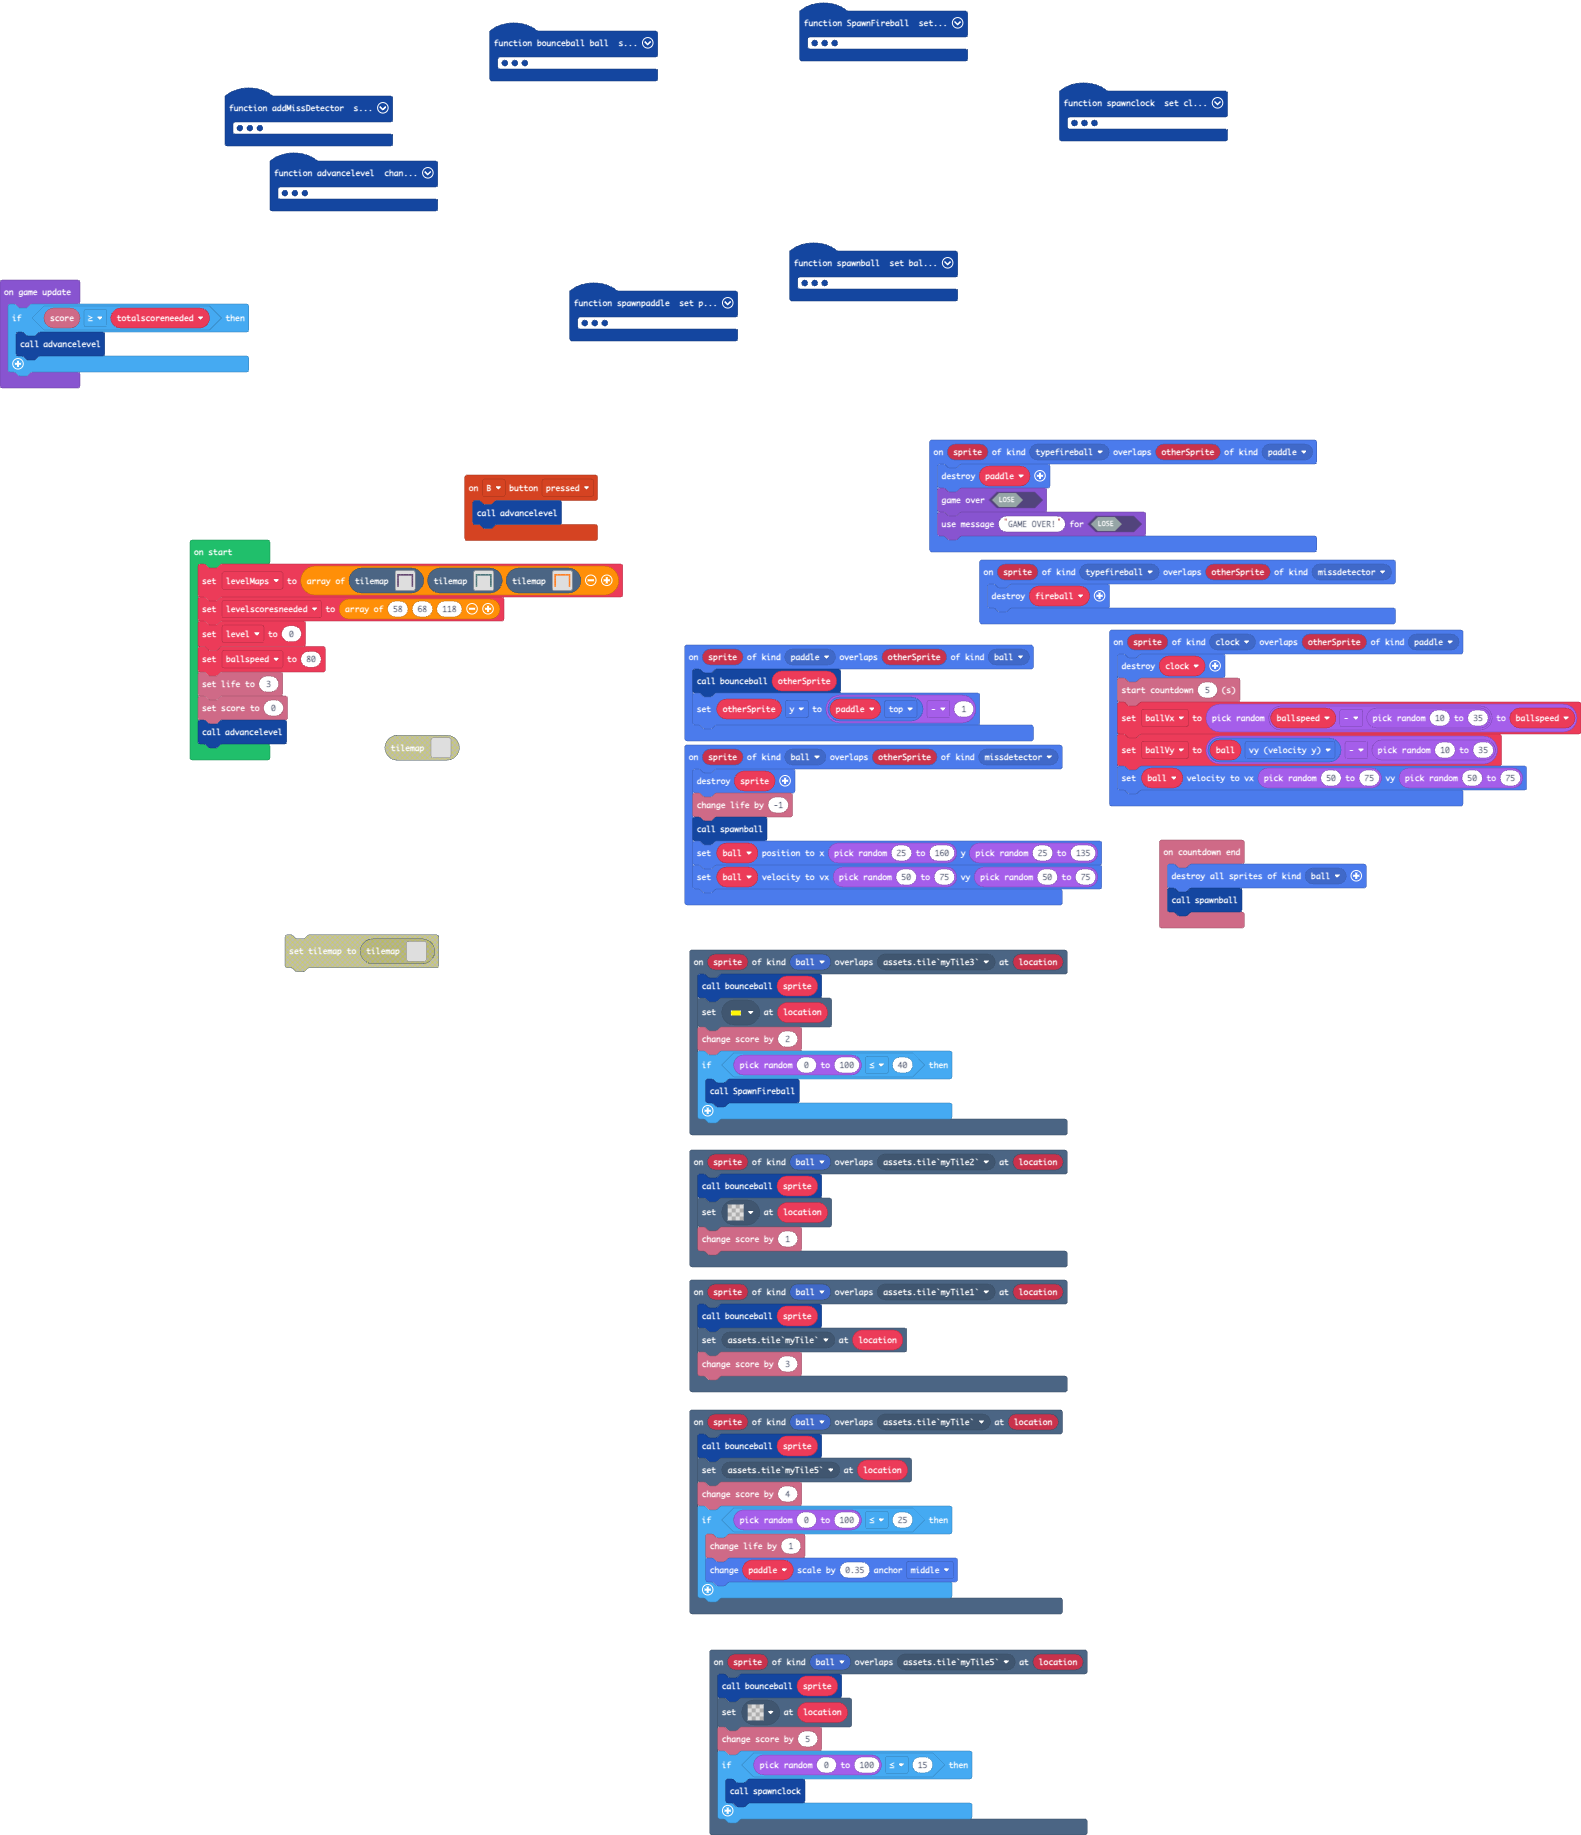 function SpawnFireball set...
function bounceball ball s...
function addMissDetector s...
function spawnclock set cl...
function advancelevel chan...
function spawnball set bal...
function spawnpaddle set p...
on game update
if score ≥ totalscoreneeded then
call advancelevel
on B button pressed
call advancelevel
on start
set levelMaps to array of tilemap tilemap tilemap
set levelscoresneeded to array of 58 68 118
set level to 0
set ballspeed to 80
set life to 3
set score to 0
call advancelevel
tilemap
set tilemap to tilemap
on sprite of kind typefireball overlaps otherSprite of kind paddle
destroy paddle
game over LOSE
use message "GAME OVER!" for LOSE
on sprite of kind typefireball overlaps otherSprite of kind missdetector
destroy fireball
on sprite of kind clock overlaps otherSprite of kind paddle
destroy clock
start countdown 5 (s)
set ballVx to pick random ballspeed - pick random 10 to 35 to ballspeed
set ballVy to ball vy (velocity y) - pick random 10 to 35
set ball velocity to vx pick random 50 to 75 vy pick random 50 to 75
on sprite of kind paddle overlaps otherSprite of kind ball
call bounceball otherSprite
set otherSprite y to paddle top - 1
on sprite of kind ball overlaps otherSprite of kind missdetector
destroy sprite
change life by -1
call spawnball
set ball position to x pick random 25 to 160 y pick random 25 to 135
set ball velocity to vx pick random 50 to 75 vy pick random 50 to 75
on countdown end
destroy all sprites of kind ball
call spawnball
on sprite of kind ball overlaps assets.tile`myTile3` at location
call bounceball sprite
set at location
change score by 2
if pick random 0 to 100 ≤ 40 then
call SpawnFireball
on sprite of kind ball overlaps assets.tile`myTile2` at location
call bounceball sprite
set at location
change score by 1
on sprite of kind ball overlaps assets.tile`myTile1` at location
call bounceball sprite
set assets.tile`myTile` at location
change score by 3
on sprite of kind ball overlaps assets.tile`myTile` at location
call bounceball sprite
set assets.tile`myTile5` at location
change score by 4
if pick random 0 to 100 ≤ 25 then
change life by 1
change paddle scale by 0.35 anchor middle
on sprite of kind ball overlaps assets.tile`myTile5` at location
call bounceball sprite
set at location
change score by 5
if pick random 0 to 100 ≤ 15 then
call spawnclock